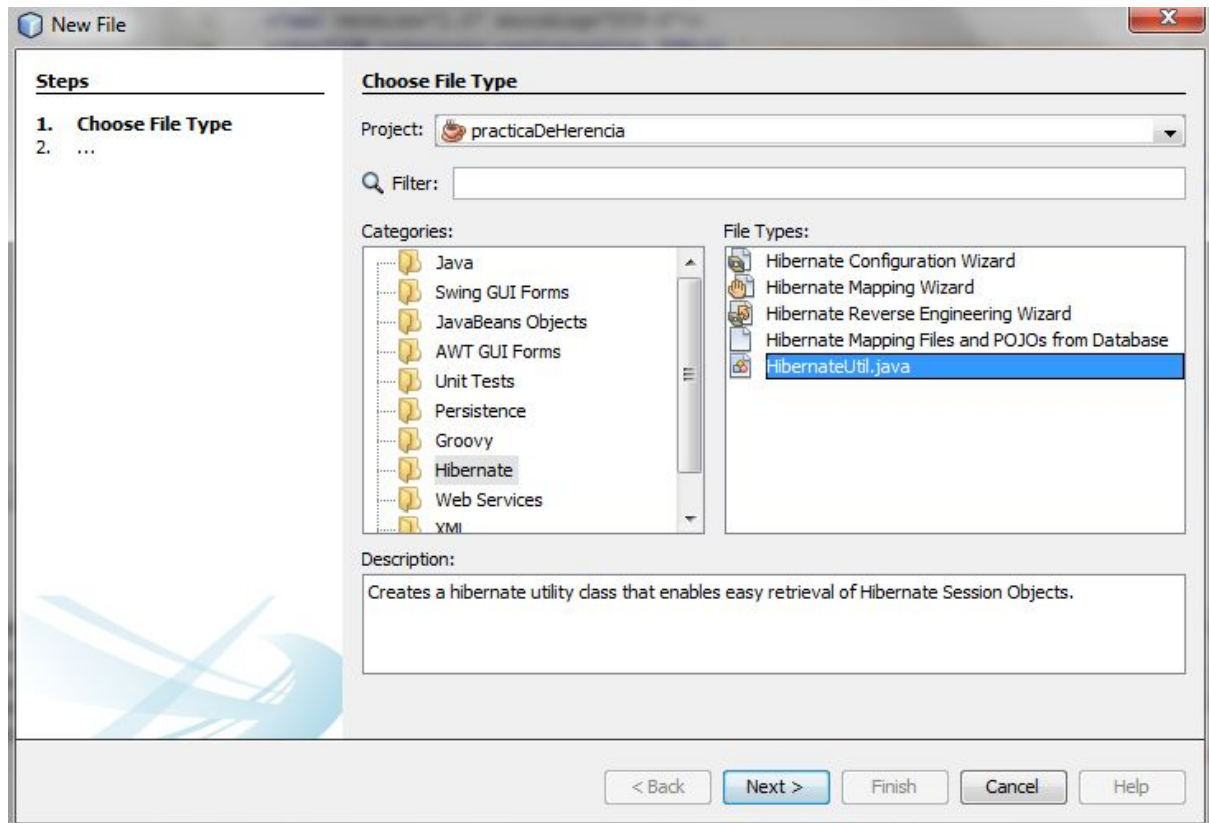 New File
Steps
1. Choose File Type
2. ...
Choose File Type
Project: practicaDeHerencia
Filter:
Categories:
Java
Swing GUI Forms
JavaBeans Objects
AWT GUI Forms
Unit Tests
Persistence
Groovy
Hibernate
Web Services
XML
File Types:
Hibernate Configuration Wizard
Hibernate Mapping Wizard
Hibernate Reverse Engineering Wizard
Hibernate Mapping Files and POJOs from Database
HibernateUtil.java
Description:
Creates a hibernate utility class that enables easy retrieval of Hibernate Session Objects.
< Back
Next >
Finish
Cancel
Help